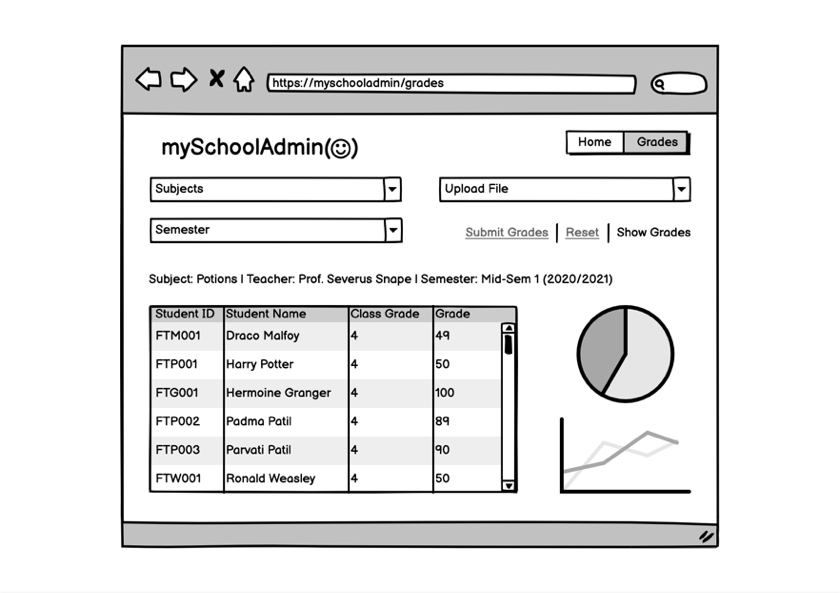 https://myschooladmin/grades
mySchoolAdmin(☺)
Home Grades
Subjects Upload File
Semester Submit Grades | Reset | Show Grades
Subject: Potions | Teacher: Prof. Severus Snape | Semester: Mid-Sem 1 (2020/2021)
Student ID Student Name Class Grade Grade
FTM001 Draco Malfoy 4 49
FTP001 Harry Potter 4 50
FTG001 Hermoine Granger 4 100
FTP002 Padma Patil 4 89
FTP003 Parvati Patil 4 90
FTW001 Ronald Weasley 4 50